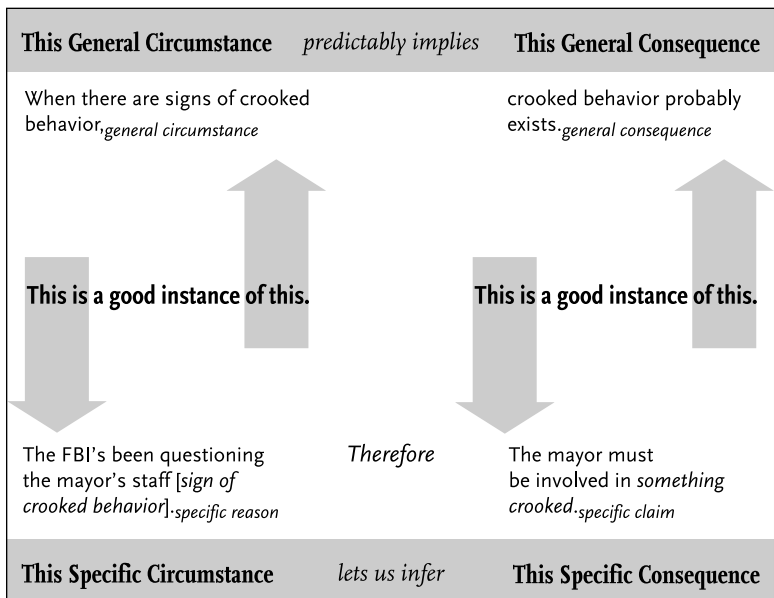 This General Circumstance predictably implies This General Consequence
When there are signs of crooked
behavior,general circumstance
crooked behavior probably
exists.general consequence
This is a good instance of this.
This is a good instance of this.
The FBI’s been questioning
the mayor’s staff [sign of
crooked behavior].specific reason
Therefore
The mayor must
be involved in something
crooked.specific claim
This Specific Circumstance lets us infer This Specific Consequence